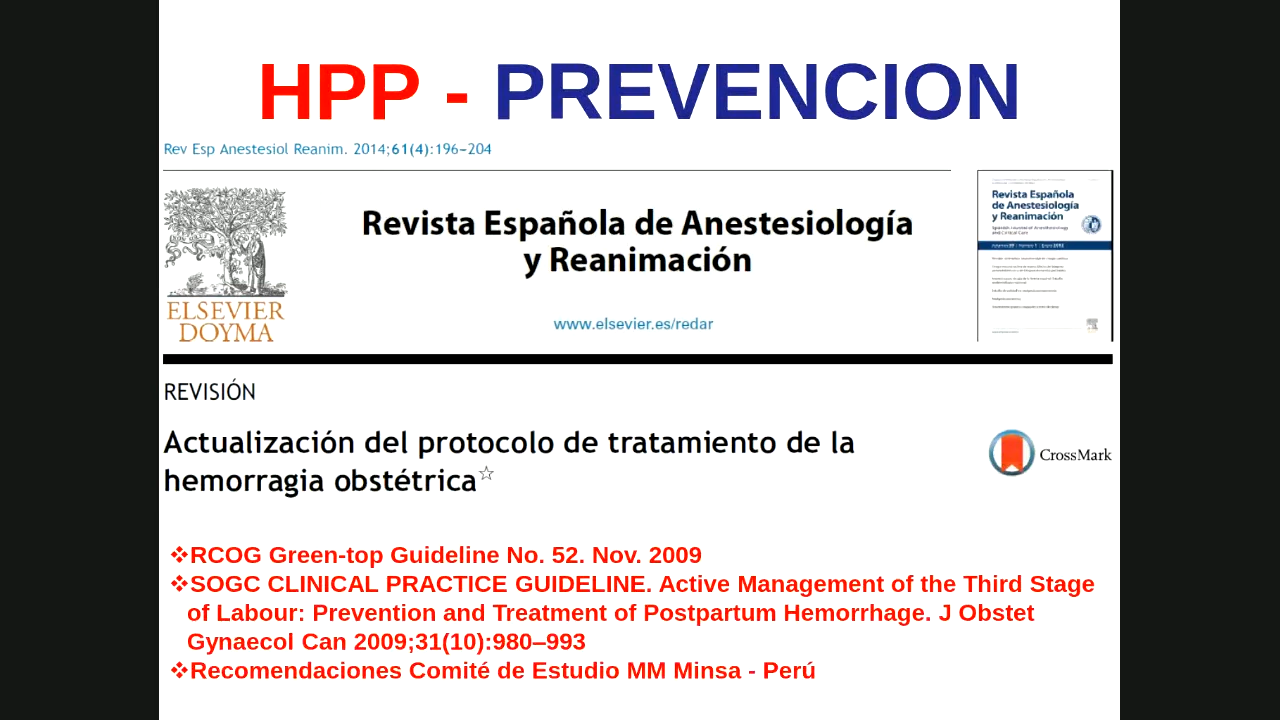 HPP - PREVENCION
Rev Esp Anestesiol Reanim. 2014;61(4):196-204
Revista Española de Anestesiología
y Reanimación
Revista Española
de Anestesiología
y Reanimación
ELSEVIER
DOYMA
www.elsevier.es/redar
REVISIÓN
Actualización del protocolo de tratamiento de la
hemorragia obstétrica☆
CrossMark
❖RCOG Green-top Guideline No. 52. Nov. 2009
❖SOGC CLINICAL PRACTICE GUIDELINE. Active Management of the Third Stage
of Labour: Prevention and Treatment of Postpartum Hemorrhage. J Obstet
Gynaecol Can 2009;31(10):980–993
❖Recomendaciones Comité de Estudio MM Minsa - Perú